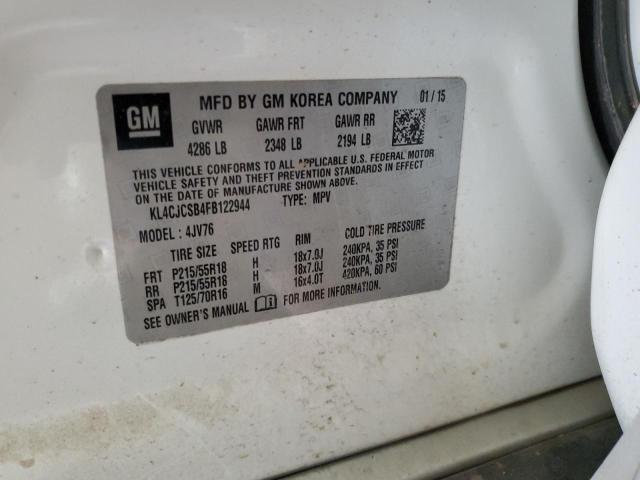 GM
MFD BY GM KOREA COMPANY 01 / 15
GVWR GAWR FRT GAWR RR
4286 LB 2348 LB 2194 LB
THIS VEHICLE CONFORMS TO ALL APPLICABLE U.S. FEDERAL MOTOR
VEHICLE SAFETY AND THEFT PREVENTION STANDARDS IN EFFECT
ON THE DATE OF MANUFACTURE SHOWN ABOVE.
KL4CJCSB4FB122944 TYPE: MPV
MODEL : 4JV76
TIRE SIZE SPEED RTG RIM COLD TIRE PRESSURE
FRT P215/55R18 H 18x7.0J 240KPA, 35 PSI
RR P215/55R18 H 18x7.0J 240KPA, 35 PSI
SPA T125/70R16 M 16x4.0T 420KPA, 60 PSI
SEE OWNER'S MANUAL FOR MORE INFORMATION.